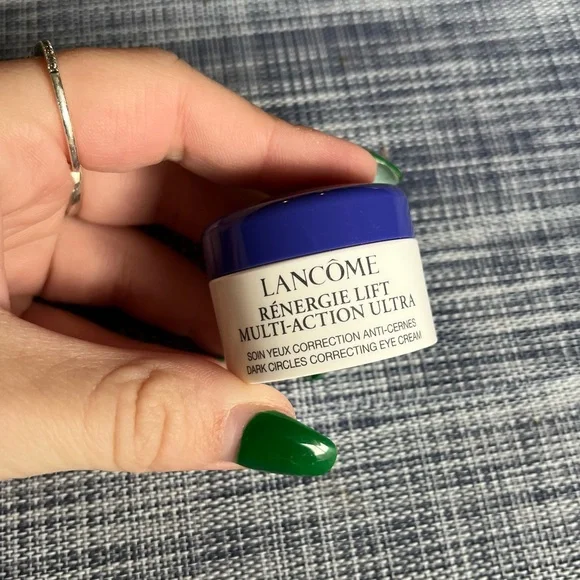 LANCÔME
RÉNERGIE LIFT
MULTI-ACTION ULTRA
SOIN YEUX CORRECTION ANTI-CERNES
DARK CIRCLES CORRECTING EYE CREAM